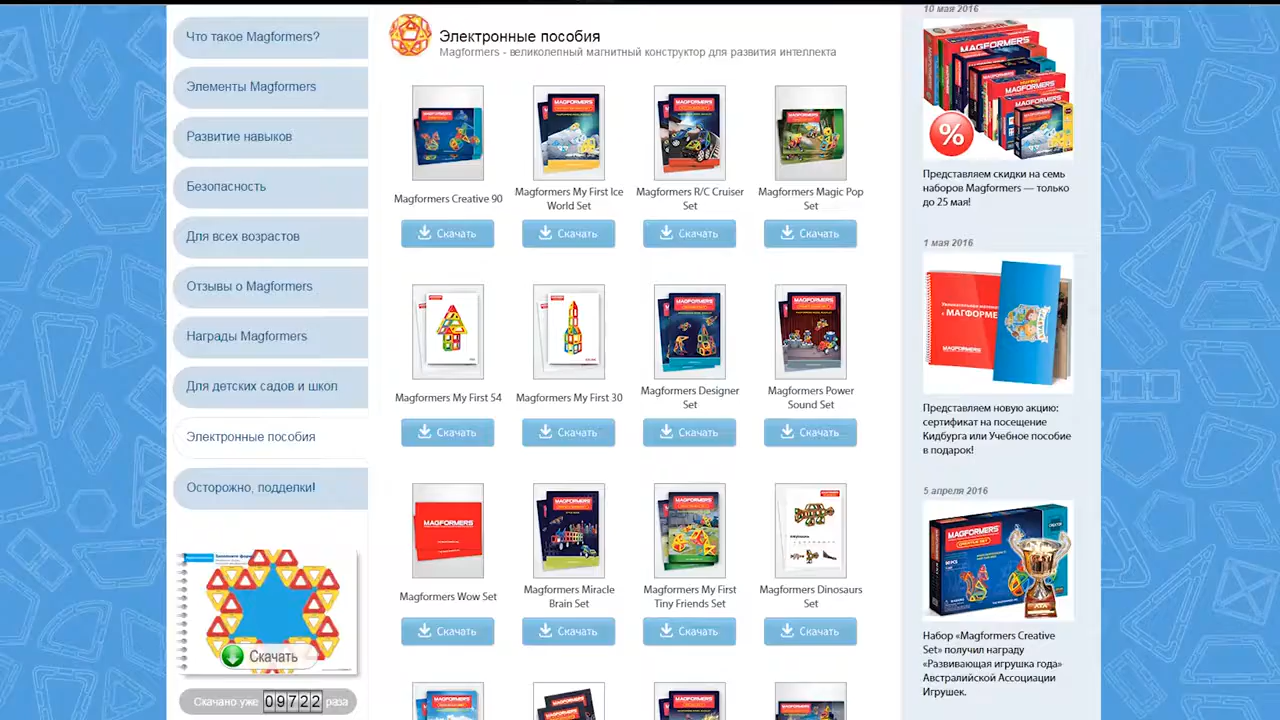 Что такое Magformers?
Элементы Magformers
Развитие навыков
Безопасность
Для всех возрастов
Отзывы о Magformers
Награды Magformers
Для детских садов и школ
Электронные пособия
Осторожно, подделки!
раза
Электронные пособия
Magformers - великолепный магнитный конструктор для развития интеллекта
Magformers Creative 90
Скачать
Magformers My First Ice
World Set
Скачать
Magformers R/C Cruiser
Set
Скачать
Magformers Magic Pop
Set
Скачать
Magformers My First 54
Скачать
Magformers My First 30
Скачать
Magformers Designer
Set
Скачать
Magformers Power
Sound Set
Скачать
MAGFORMERS
Magformers Wow Set
Скачать
Magformers Miracle
Brain Set
Скачать
Magformers My First
Tiny Friends Set
Скачать
Magformers Dinosaurs
Set
Скачать
10 мая 2016
MAGFORMERS
%
Представляем скидки на семь
наборов Magformers — только
до 25 мая!
1 мая 2016
MAGFORMERS
Представляем новую акцию:
сертификат на посещение
Кидбурга или Учебное пособие
в подарок!
5 апреля 2016
MAGFORMERS
Набор «Magformers Creative
Set» получил награду
«Развивающая игрушка года»
Австралийской Ассоциации
Игрушек.